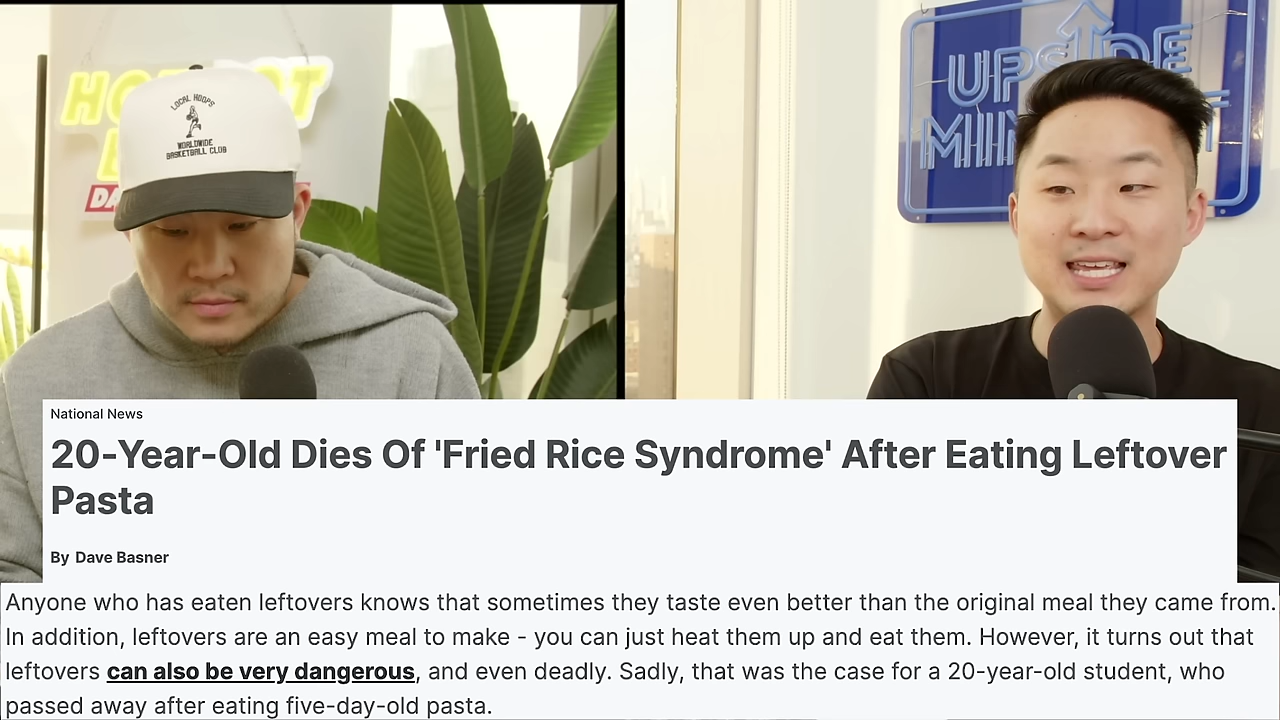 LOCAL HOOPS
WORLDWIDE
BASKETBALL CLUB
DA
UPSIDE
National News
20-Year-Old Dies Of 'Fried Rice Syndrome' After Eating Leftover
Pasta
By Dave Basner
Anyone who has eaten leftovers knows that sometimes they taste even better than the original meal they came from.
In addition, leftovers are an easy meal to make - you can just heat them up and eat them. However, it turns out that
leftovers can also be very dangerous, and even deadly. Sadly, that was the case for a 20-year-old student, who
passed away after eating five-day-old pasta.